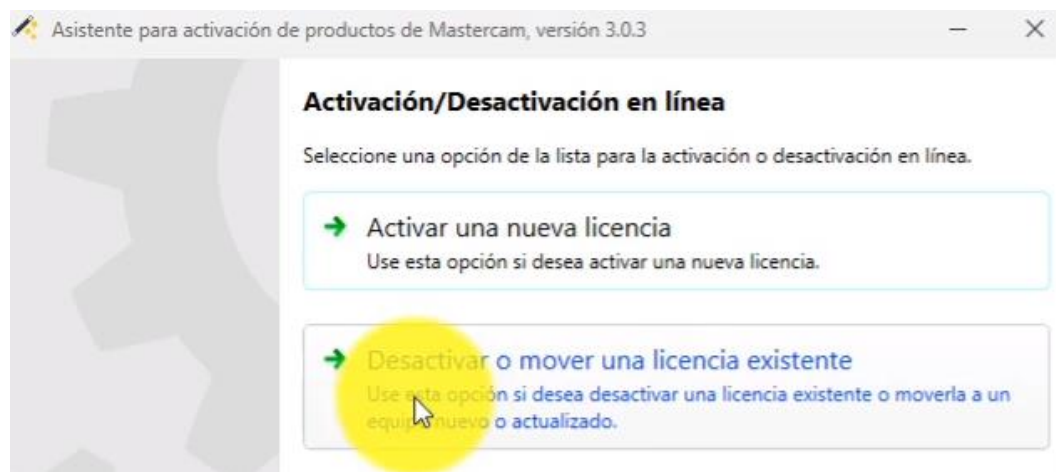 Asistente para activación de productos de Mastercam, versión 3.0.3
Activación/Desactivación en línea
Seleccione una opción de la lista para la activación o desactivación en línea.
Activar una nueva licencia
Use esta opción si desea activar una nueva licencia.
Desactivar o mover una licencia existente
Use esta opción si desea desactivar una licencia existente o moverla a un
equipo nuevo o actualizado.